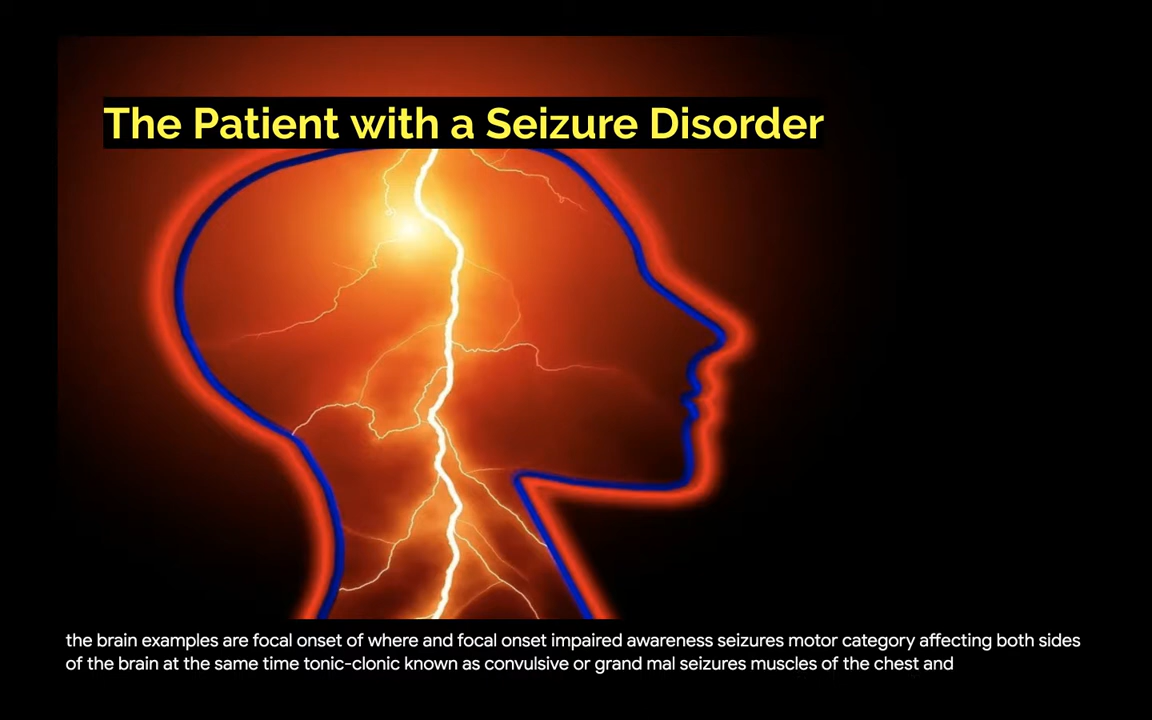 The Patient with a Seizure Disorder
the brain examples are focal onset of where and focal onset impaired awareness seizures motor category affecting both sides
of the brain at the same time tonic-clonic known as convulsive or grand mal seizures muscles of the chest and